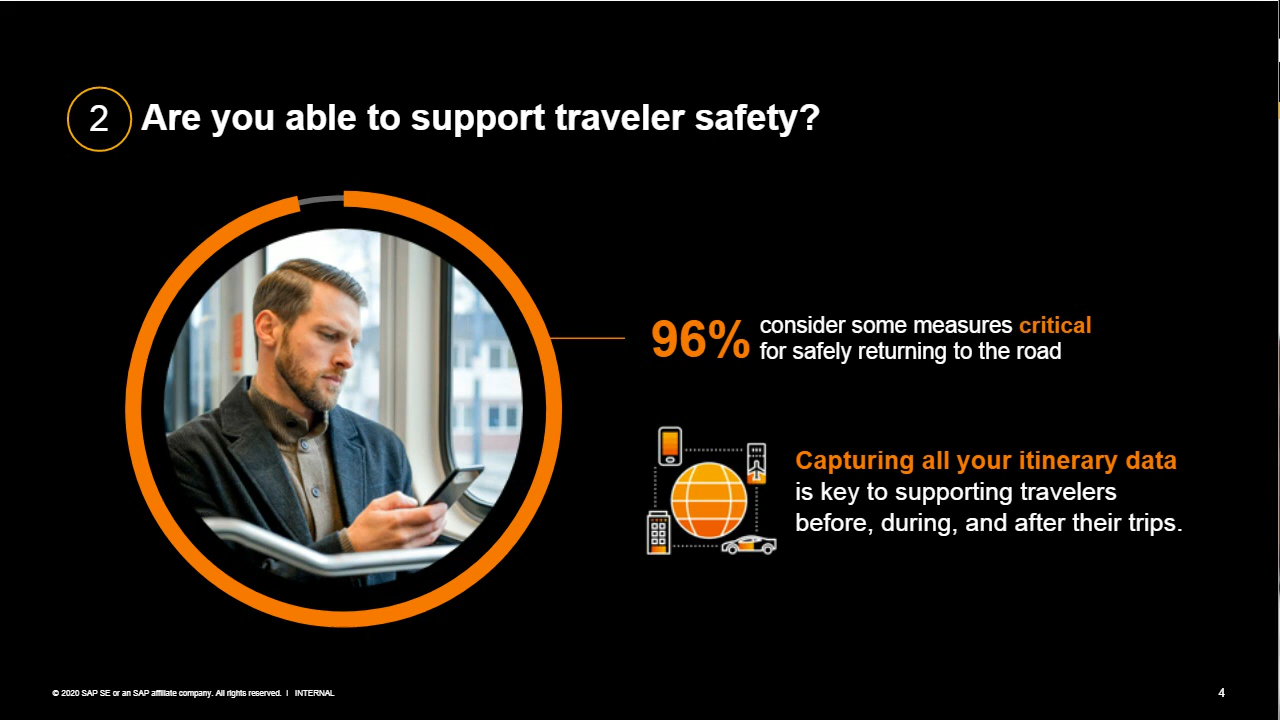 2 Are you able to support traveler safety?
96% consider some measures critical
for safely returning to the road
Capturing all your itinerary data
is key to supporting travelers
before, during, and after their trips.
© 2020 SAP SE or an SAP affiliate company. All rights reserved. | INTERNAL
4